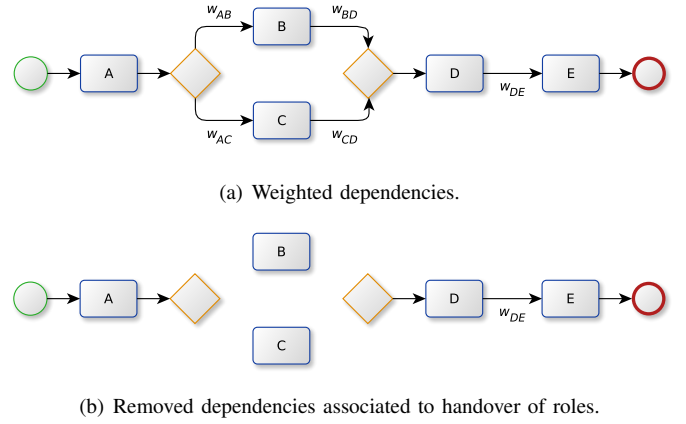 w_AB
w_BD
B
A
D
E
w_DE
C
w_AC
w_CD
(a) Weighted dependencies.
B
A
D
E
w_DE
C
(b) Removed dependencies associated to handover of roles.